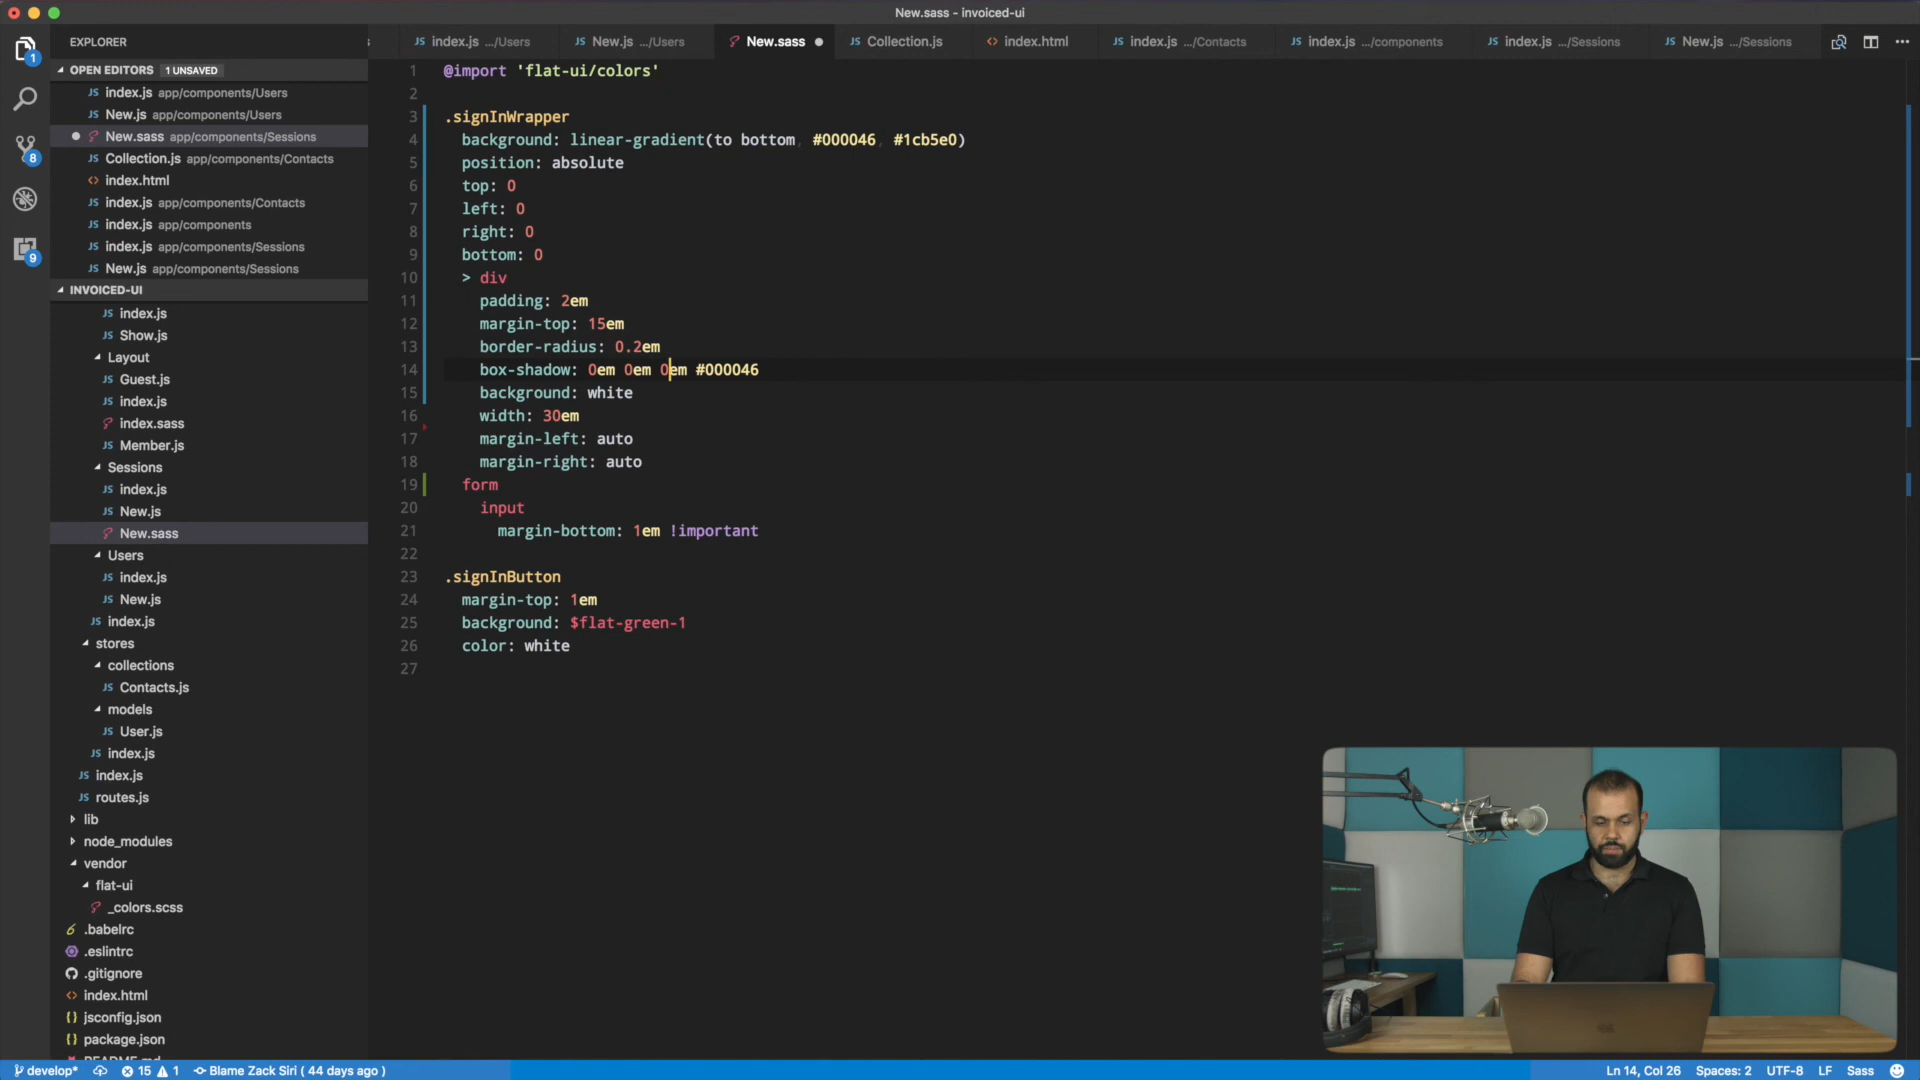 New.sass - invoiced-ui
EXPLORER
OPEN EDITORS 1 UNSAVED
JS index.js app/components/Users
JS New.js app/components/Users
New.sass app/components/Sessions
Collection.js app/components/Contacts
<> index.html
JS index.js app/components/Contacts
JS index.js app/components
JS index.js app/components/Sessions
JS New.js app/components/Sessions
INVOICED-UI
JS index.js
JS Show.js
Layout
JS Guest.js
JS index.js
index.sass
JS Member.js
Sessions
JS index.js
JS New.js
New.sass
Users
JS index.js
JS New.js
JS index.js
stores
collections
JS Contacts.js
models
JS User.js
JS index.js
JS index.js
JS routes.js
lib
node_modules
vendor
flat-ui
_colors.scss
.babelrc
.eslintrc
.gitignore
<> index.html
{} jsconfig.json
{} package.json
README.md
1
8
9
JS index.js .../Users
JS New.js .../Users
New.sass
JS Collection.js
<> index.html
JS index.js .../Contacts
JS index.js .../components
JS index.js .../Sessions
JS New.js .../Sessions
1 @import 'flat-ui/colors'
2
3 .signInWrapper
4 background: linear-gradient(to bottom, #000046, #1cb5e0)
5 position: absolute
6 top: 0
7 left: 0
8 right: 0
9 bottom: 0
10 > div
11 padding: 2em
12 margin-top: 15em
13 border-radius: 0.2em
14 box-shadow: 0em 0em 0em #000046
15 background: white
16 width: 30em
17 margin-left: auto
18 margin-right: auto
19 form
20 input
21 margin-bottom: 1em !important
22
23 .signInButton
24 margin-top: 1em
25 background: $flat-green-1
26 color: white
27
develop* 15 1 Blame Zack Siri ( 44 days ago )
Ln 14, Col 26 Spaces: 2 UTF-8 LF Sass